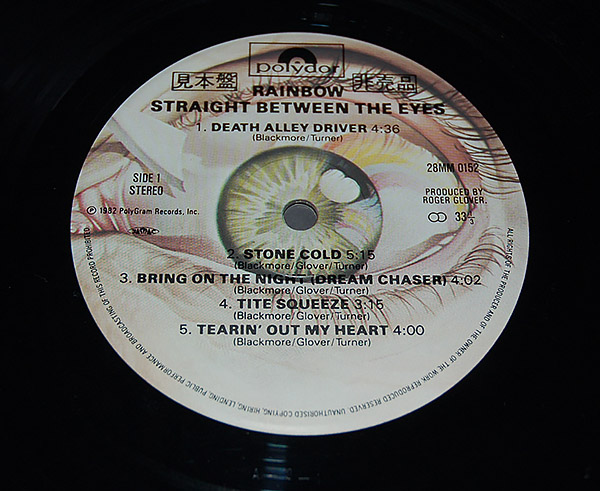 polydor
見本盤
非売品
RAINBOW
STRAIGHT BETWEEN THE EYES
1. DEATH ALLEY DRIVER 4:36
(Blackmore/Turner)
SIDE 1
STEREO
28MM 0152
PRODUCED BY
ROGER GLOVER.
℗ 1982 PolyGram Records, Inc.
33⅓
2. STONE COLD 5:15
(Blackmore/Glover/Turner)
3. BRING ON THE NIGHT (DREAM CHASER) 4:02
(Blackmore/Glover/Turner)
4. TITE SQUEEZE 3:15
(Blackmore/Glover/Turner)
5. TEARIN' OUT MY HEART 4:00
(Blackmore/Glover/Turner)
ALL RIGHTS OF THE PRODUCER AND OF THE OWNER OF THE WORK REPRODUCED RESERVED. UNAUTHORISED COPYING, HIRING, LENDING, PUBLIC PERFORMANCE AND BROADCASTING OF THIS RECORD PROHIBITED